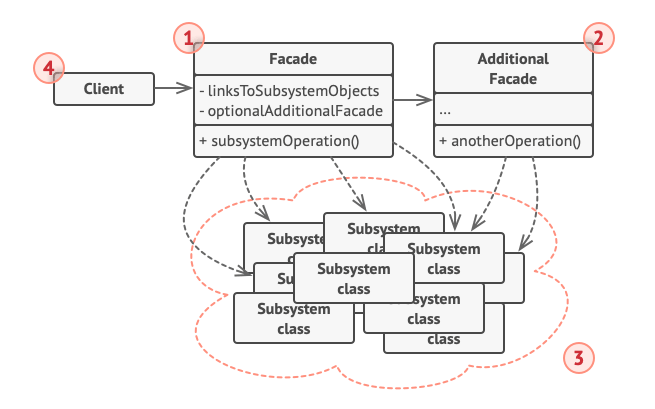 1
2
4
Facade
Additional
Facade
Client
- linksToSubsystemObjects
- optionalAdditionalFacade
...
+ subsystemOperation()
+ anotherOperation()
Subsystem
class
Subsystem
class
Subsystem
class
Subsystem
class
Subsystem
class
class
3